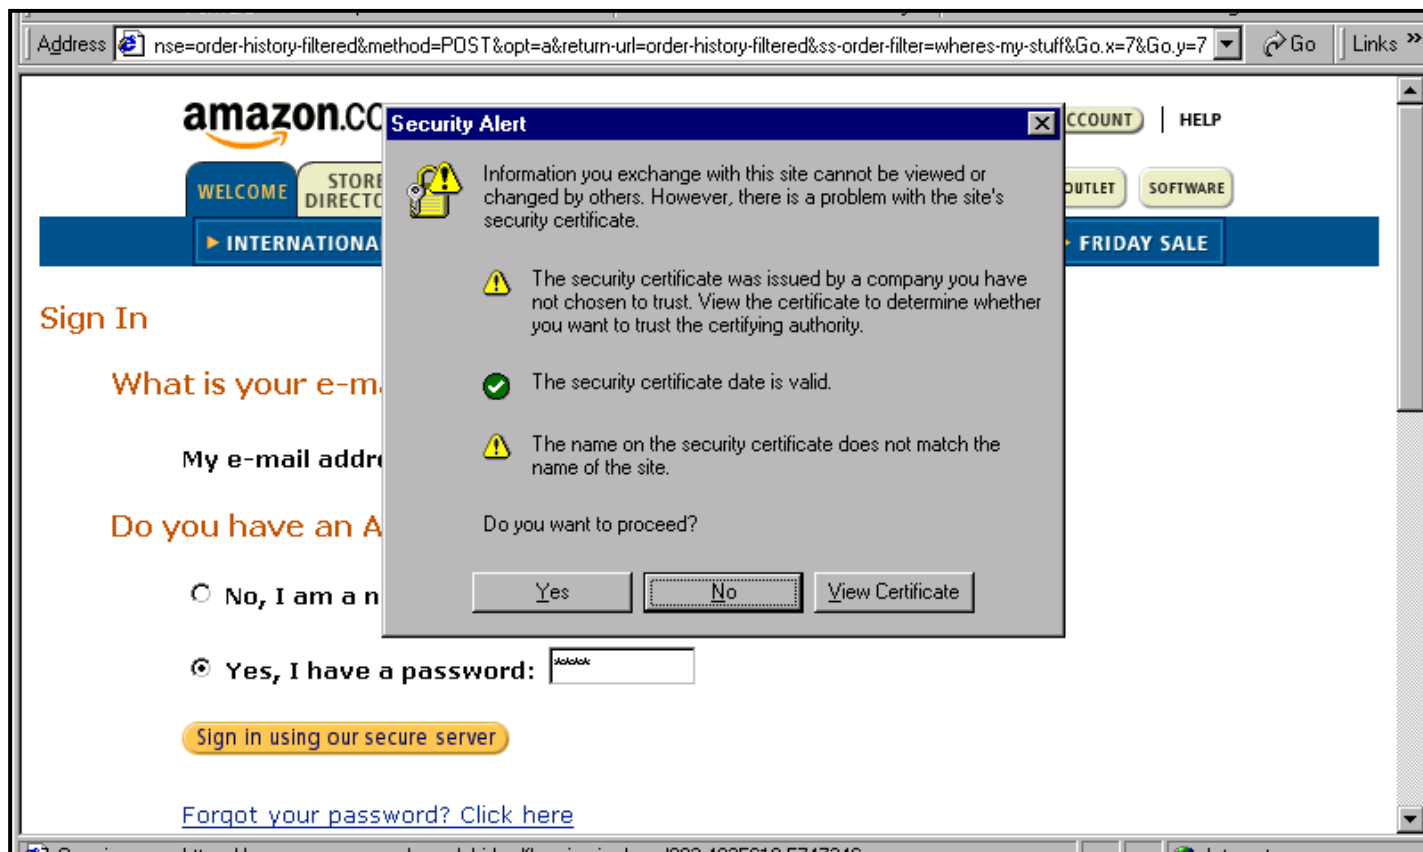 Address nse=order-history-filtered&method=POST&opt=a&return-url=order-history-filtered&ss-order-filter=wheres-my-stuff&Go.x=7&Go.y=7 Go Links »
amazon.co
CCOUNT | HELP
Security Alert
WELCOME
STORE
DIRECTO
OUTLET
SOFTWARE
INTERNATIONA
FRIDAY SALE
Information you exchange with this site cannot be viewed or
changed by others. However, there is a problem with the site's
security certificate.
The security certificate was issued by a company you have
not chosen to trust. View the certificate to determine whether
you want to trust the certifying authority.
The security certificate date is valid.
The name on the security certificate does not match the
name of the site.
Do you want to proceed?
Yes No View Certificate
Sign In
What is your e-ma
My e-mail addre
Do you have an A
No, I am a n
Yes, I have a password: ****
Sign in using our secure server
Forgot your password? Click here